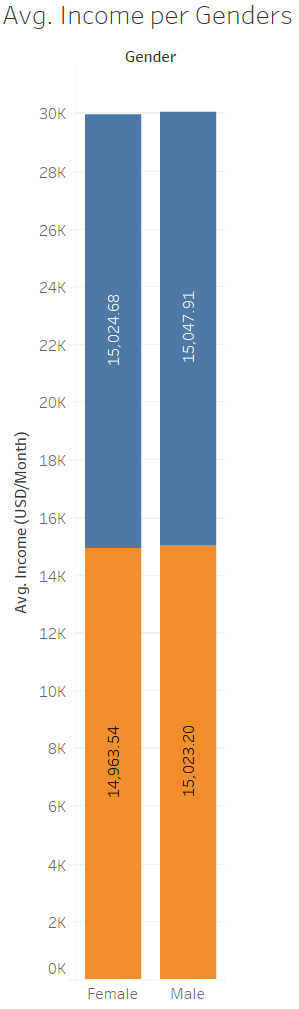 Avg. Income per Genders
Gender
Avg. Income (USD/Month)
30K
28K
26K
24K
22K
20K
18K
16K
14K
12K
10K
8K
6K
4K
2K
0K
15,024.68
15,047.91
14,963.54
15,023.20
Female
Male